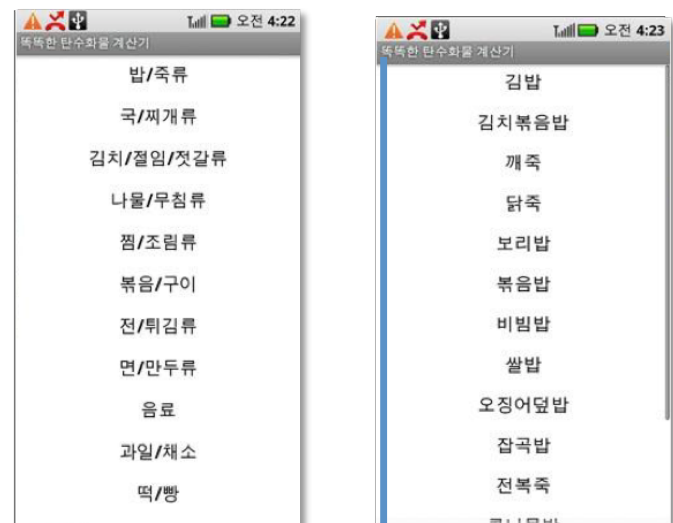 오전 4:22
똑똑한 탄수화물 계산기
밥/죽류
국/찌개류
김치/절임/젓갈류
나물/무침류
찜/조림류
볶음/구이
전/튀김류
면/만두류
음료
과일/채소
떡/빵
오전 4:23
똑똑한 탄수화물 계산기
김밥
김치볶음밥
깨죽
닭죽
보리밥
볶음밥
비빔밥
쌀밥
오징어덮밥
잡곡밥
전복죽